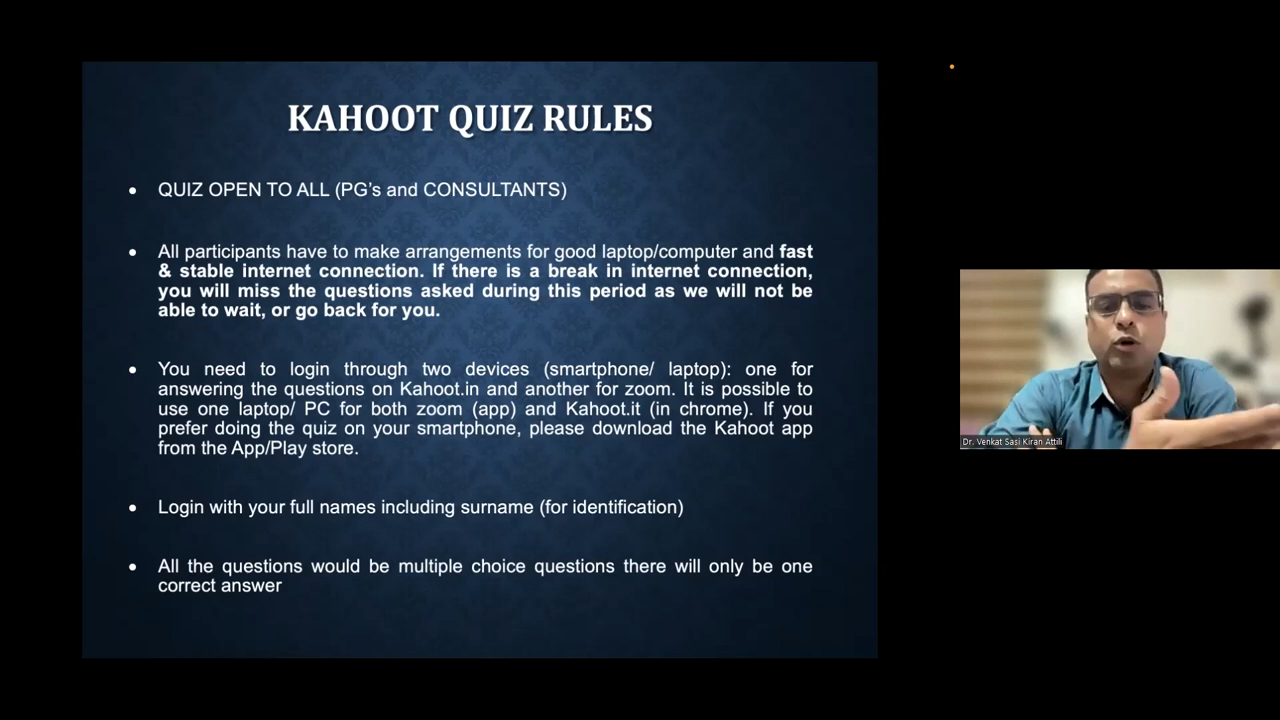 KAHOOT QUIZ RULES
• QUIZ OPEN TO ALL (PG's and CONSULTANTS)
• All participants have to make arrangements for good laptop/computer and fast
& stable internet connection. If there is a break in internet connection,
you will miss the questions asked during this period as we will not be
able to wait, or go back for you.
• You need to login through two devices (smartphone/ laptop): one for
answering the questions on Kahoot.in and another for zoom. It is possible to
use one laptop/ PC for both zoom (app) and Kahoot.it (in chrome). If you
prefer doing the quiz on your smartphone, please download the Kahoot app
from the App/Play store.
• Login with your full names including surname (for identification)
• All the questions would be multiple choice questions there will only be one
correct answer
Dr. Venkat Sasi Kiran Attili